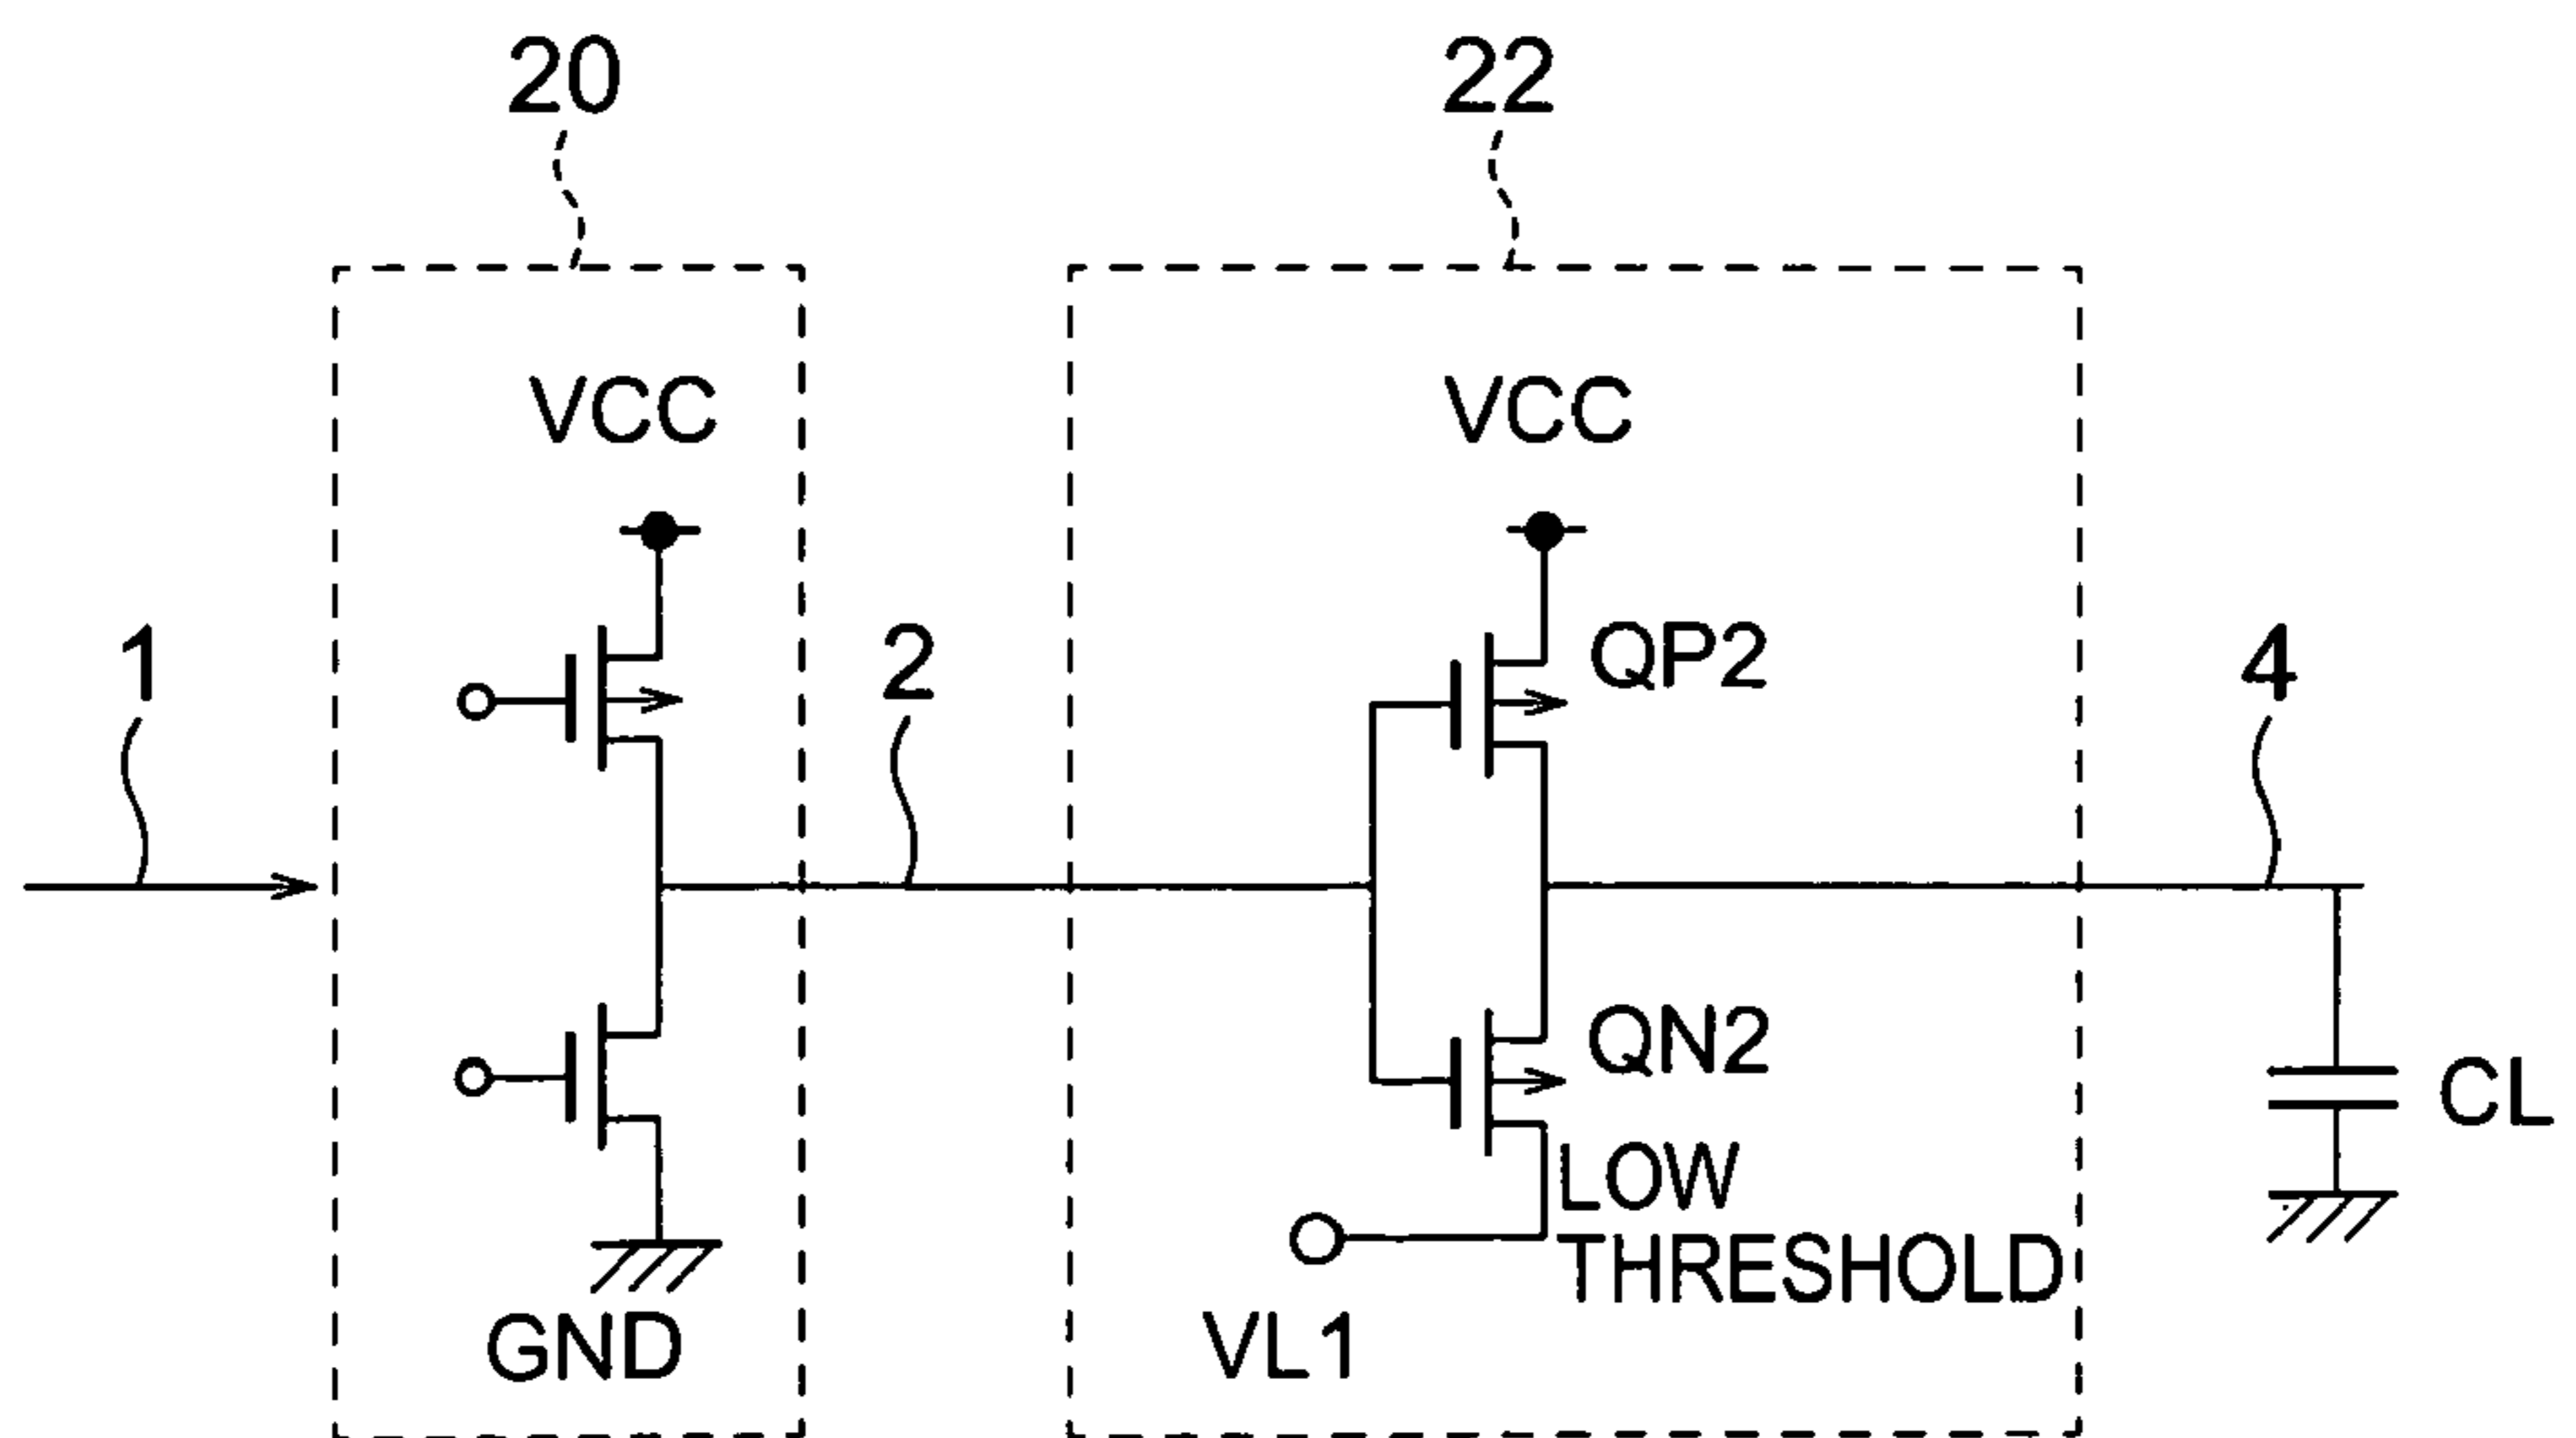 20
22
VCC
VCC
1
2
QP2
4
QN2
CL
LOW
THRESHOLD
GND
VL1